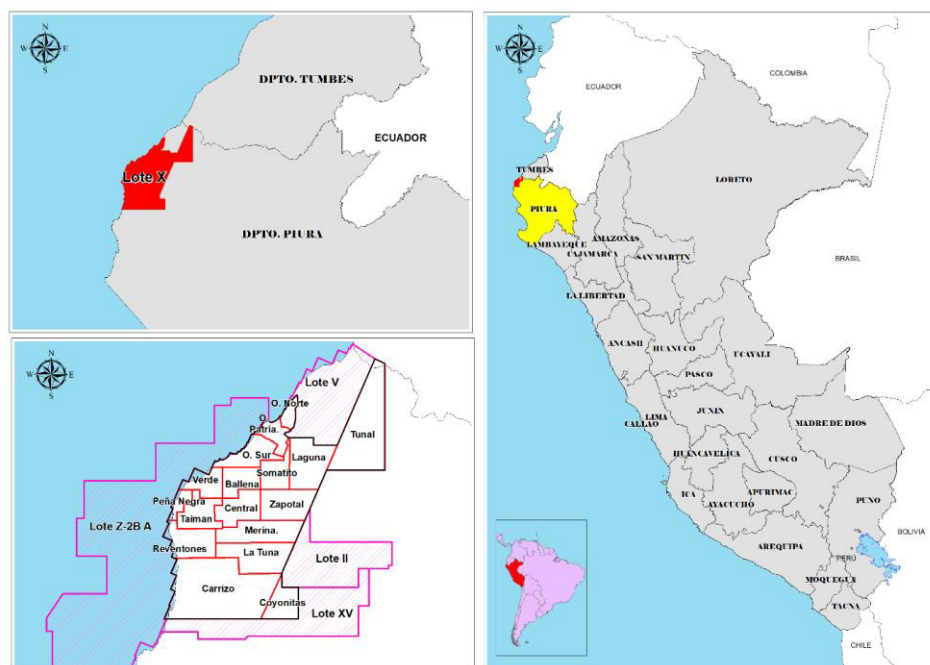 N
W
E
S
DPTO. TUMBES
ECUADOR
Lote X
DPTO. PIURA
N
W
E
S
Lote V
O. Norte
O.
Patria.
Tunal
O. Sur
Laguna
Somatito
Verde
Ballena
Peña Negra
Zapotal
Central
Taiman
Lote Z-2B A
Merina.
Reventones
La Tuna
Lote II
Carrizo
Coyonitas
Lote XV
N
W
E
S
COLOMBIA
ECUADOR
TUMBES
LORETO
PIURA
AMAZONAS
LAMBAYEQUE
CAJAMARCA
SAN MARTIN
BRASIL
LA LIBERTAD
ANCASH
HUANUCO
UCAYALI
PASCO
LIMA
CALLAO
JUNIN
MADRE DE DIOS
HUANCAVELICA
CUSCO
ICA
APURIMAC
AYACUCHO
PUNO
BOLIVIA
AREQUIPA
PERÚ
MOQUEGUA
TACNA
CHILE